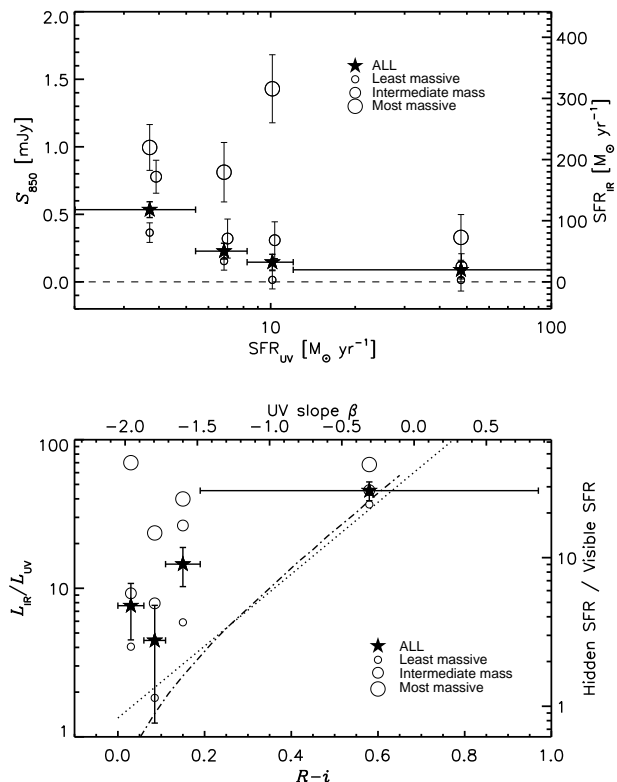 2.0
1.5
1.0
0.5
0.0
S850 [mJy]
400
300
200
100
0
SFRIR [M⊙ yr−1]
ALL
Least massive
Intermediate mass
Most massive
10
100
SFRUV [M⊙ yr−1]
UV slope β
-2.0
-1.5
-1.0
-0.5
0.0
0.5
100
10
1
LIR/LUV
10
1
Hidden SFR / Visible SFR
ALL
Least massive
Intermediate mass
Most massive
0.0
0.2
0.4
0.6
0.8
1.0
R−i